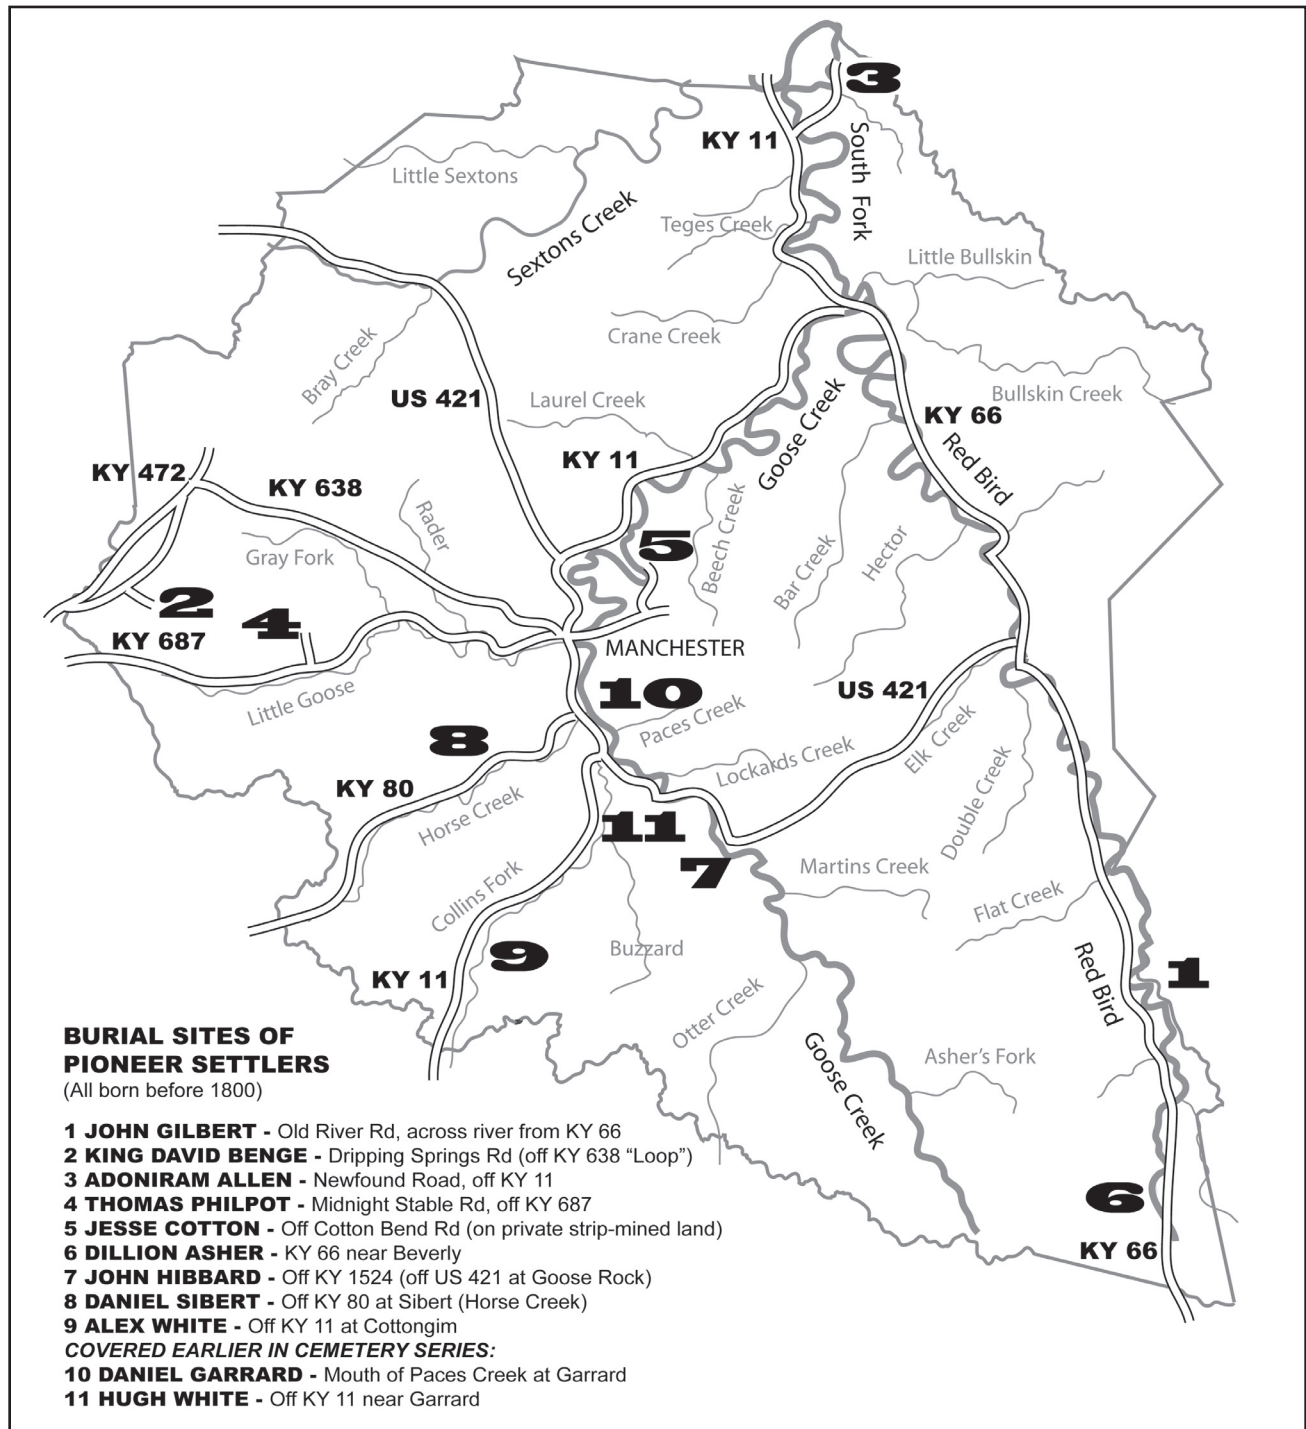 3
KY 11
South Fork
Little Sextons
Sextons Creek
Teges Creek
Little Bullskin
Crane Creek
Bray Creek
US 421
Laurel Creek
Bullskin Creek
KY 66
Goose Creek
Red Bird
KY 11
KY 472
KY 638
Rader
Gray Fork
5
Beech Creek
Bar Creek
Hector
2
4
KY 687
MANCHESTER
Little Goose
10
US 421
Paces Creek
8
Lockards Creek
Elk Creek
KY 80
Horse Creek
Double Creek
11
7
Martins Creek
Collins Fork
Flat Creek
9
Buzzard
KY 11
Red Bird
1
Otter Creek
Goose Creek
Asher's Fork
6
KY 66
BURIAL SITES OF
PIONEER SETTLERS
(All born before 1800)
1 JOHN GILBERT - Old River Rd, across river from KY 66
2 KING DAVID BENGE - Dripping Springs Rd (off KY 638 “Loop”)
3 ADONIRAM ALLEN - Newfound Road, off KY 11
4 THOMAS PHILPOT - Midnight Stable Rd, off KY 687
5 JESSE COTTON - Off Cotton Bend Rd (on private strip-mined land)
6 DILLION ASHER - KY 66 near Beverly
7 JOHN HIBBARD - Off KY 1524 (off US 421 at Goose Rock)
8 DANIEL SIBERT - Off KY 80 at Sibert (Horse Creek)
9 ALEX WHITE - Off KY 11 at Cottongim
COVERED EARLIER IN CEMETERY SERIES:
10 DANIEL GARRARD - Mouth of Paces Creek at Garrard
11 HUGH WHITE - Off KY 11 near Garrard